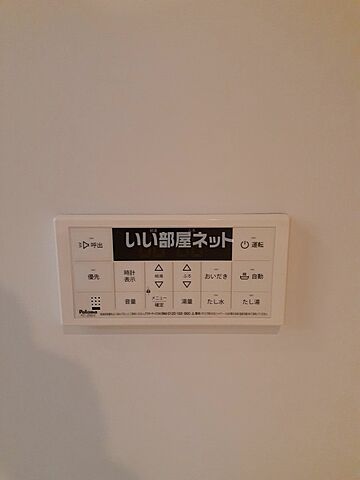 いい部屋ネット
呼出
運転
優先
時計
表示
給湯
ふろ
おいだき
自動
音量
メニュー
確定
湯量
たし水
たし湯
Paloma